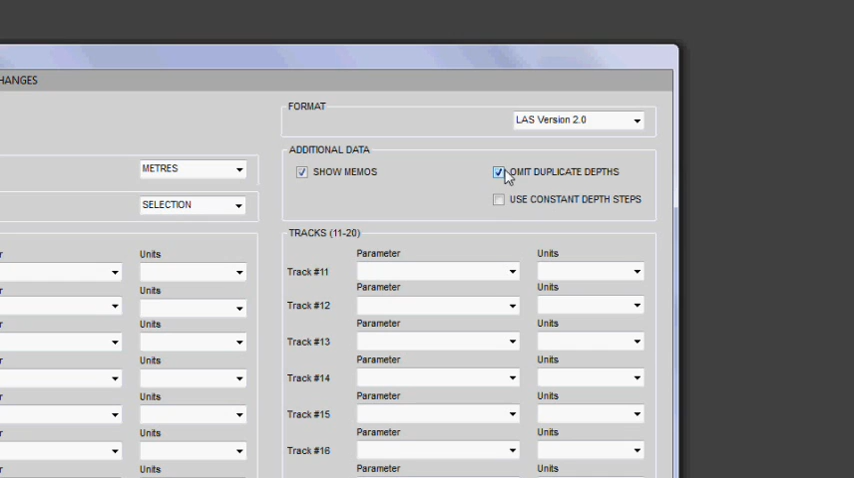 HANGES
FORMAT
LAS Version 2.0
ADDITIONAL DATA
METRES
SHOW MEMOS
OMIT DUPLICATE DEPTHS
SELECTION
USE CONSTANT DEPTH STEPS
TRACKS (11-20)
r Units Parameter Units
Track #11
r Units Parameter Units
Track #12
r Units Parameter Units
Track #13
r Units Parameter Units
Track #14
r Units Parameter Units
Track #15
r Units Parameter Units
Track #16
r Units Parameter Units